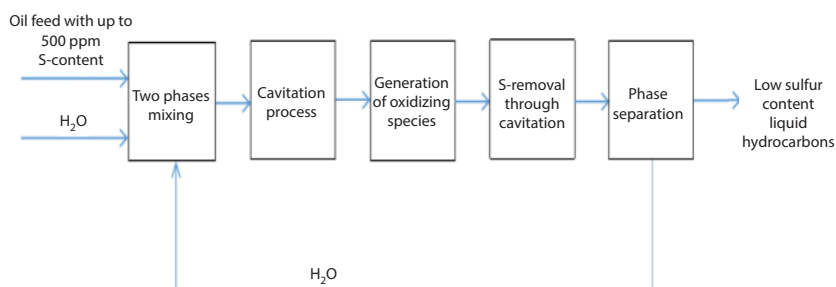 Oil feed with up to
500 ppm
S-content
H₂O
Two phases
mixing
Cavitation
process
Generation
of oxidizing
species
S-removal
through
cavitation
Phase
separation
Low sulfur
content
liquid
hydrocarbons
H₂O